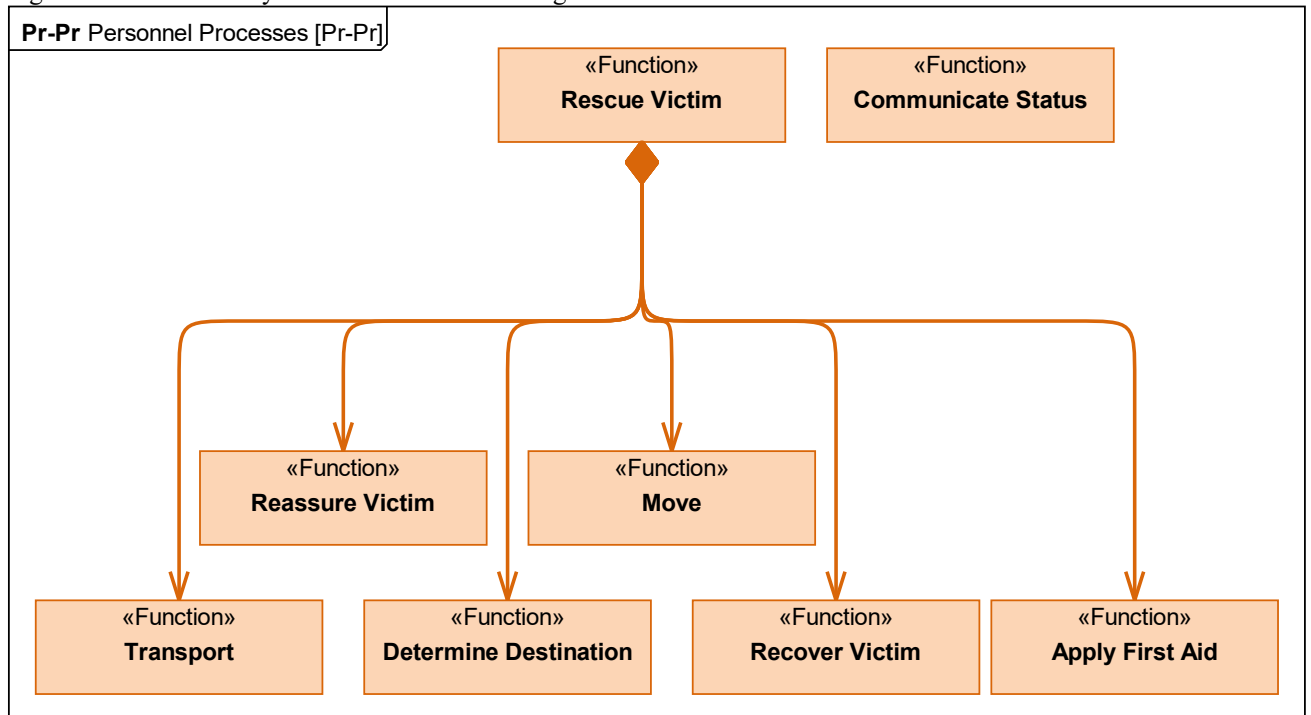 Pr-Pr Personnel Processes [Pr-Pr]
«Function»
Rescue Victim
«Function»
Communicate Status
«Function»
Reassure Victim
«Function»
Move
«Function»
Transport
«Function»
Determine Destination
«Function»
Recover Victim
«Function»
Apply First Aid